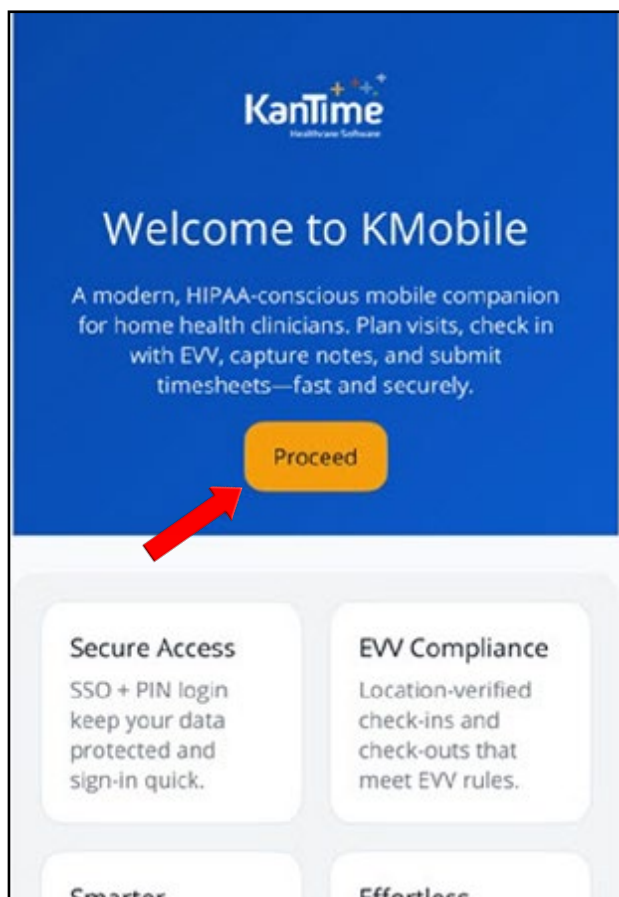 KanTime
Healthcare Software
Welcome to KMobile
A modern, HIPAA-conscious mobile companion
for home health clinicians. Plan visits, check in
with EVV, capture notes, and submit
timesheets—fast and securely.
Proceed
Secure Access
SSO + PIN login
keep your data
protected and
sign-in quick.
EVV Compliance
Location-verified
check-ins and
check-outs that
meet EVV rules.
Smarter
Effortless